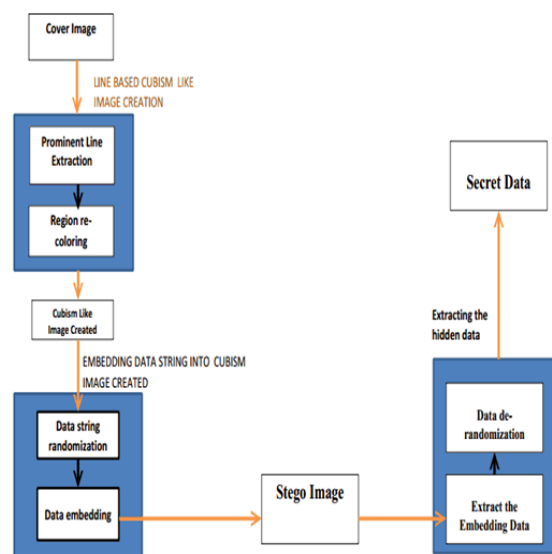 Cover Image
LINE BASED CUBISM LIKE
IMAGE CREATION
Prominent Line
Extraction
Region re-
coloring
Cubism Like
Image Created
EMBEDDING DATA STRING INTO CUBISM
IMAGE CREATED
Data string
randomization
Data embedding
Stego Image
Extract the
Embedding Data
Data de-
randomization
Extracting the
hidden data
Secret Data